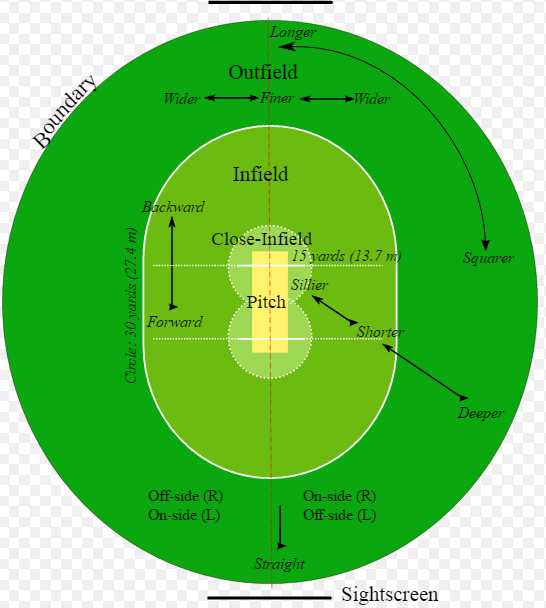 Longer
Outfield
Wider
Finer
Wider
Boundary
Infield
Backward
Close-Infield
15 yards (13.7 m)
Squarer
Sillier
Pitch
Forward
Shorter
Circle: 30 yards (27.4 m)
Deeper
Off-side (R)
On-side (L)
On-side (R)
Off-side (L)
Straight
Sightscreen